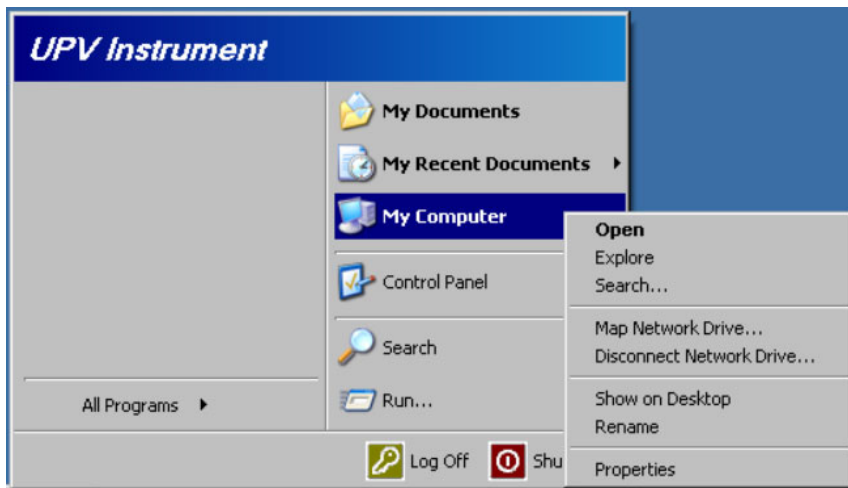 UPV Instrument
My Documents
My Recent Documents
My Computer
Control Panel
Search
Run...
All Programs
Log Off
Shu
Open
Explore
Search...
Map Network Drive...
Disconnect Network Drive...
Show on Desktop
Rename
Properties